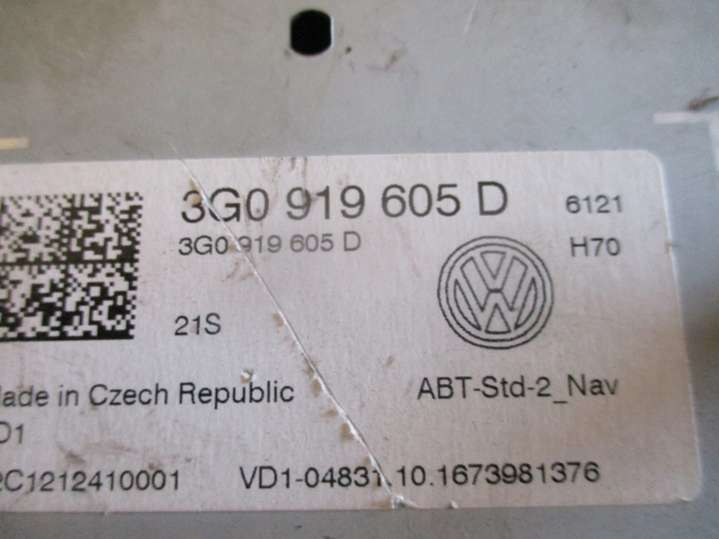 3G0 919 605 D 6121
3G0 919 605 D H70
21S
ade in Czech Republic ABT-Std-2_Nav
D1
2C1212410001 VD1-04831.10.1673981376